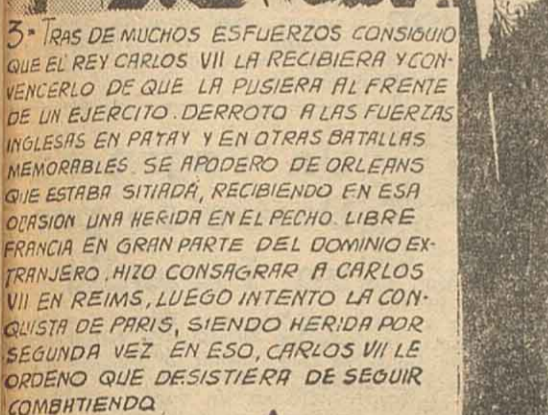 3- TRAS DE MUCHOS ESFUERZOS CONSIGUIO
QUE EL REY CARLOS VII LA RECIBIERA Y CON-
VENCERLO DE QUE LA PUSIERA AL FRENTE
DE UN EJERCITO. DERROTO A LAS FUERZAS
INGLESAS EN PATAY Y EN OTRAS BATALLAS
MEMORABLES. SE APODERO DE ORLEANS
QUE ESTABA SITIADA, RECIBIENDO EN ESA
OCASION UNA HERIDA EN EL PECHO. LIBRE
FRANCIA EN GRAN PARTE DEL DOMINIO EX-
TRANJERO, HIZO CONSAGRAR A CARLOS
VII EN REIMS, LUEGO INTENTO LA CON-
QUISTA DE PARIS, SIENDO HERIDA POR
SEGUNDA VEZ. EN ESO, CARLOS VII LE
ORDENO QUE DESISTIERA DE SEGUIR
COMBATIENDO.